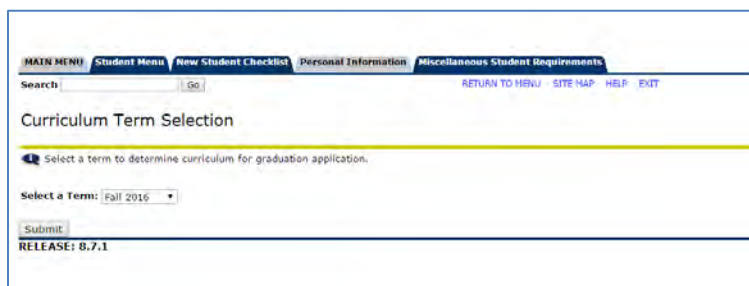 MAIN MENU Student Menu New Student Checklist Personal Information Miscellaneous Student Requirements
Search Go RETURN TO MENU SITE MAP HELP EXIT
Curriculum Term Selection
Select a term to determine curriculum for graduation application.
Select a Term: Fall 2016
Submit
RELEASE: 8.7.1